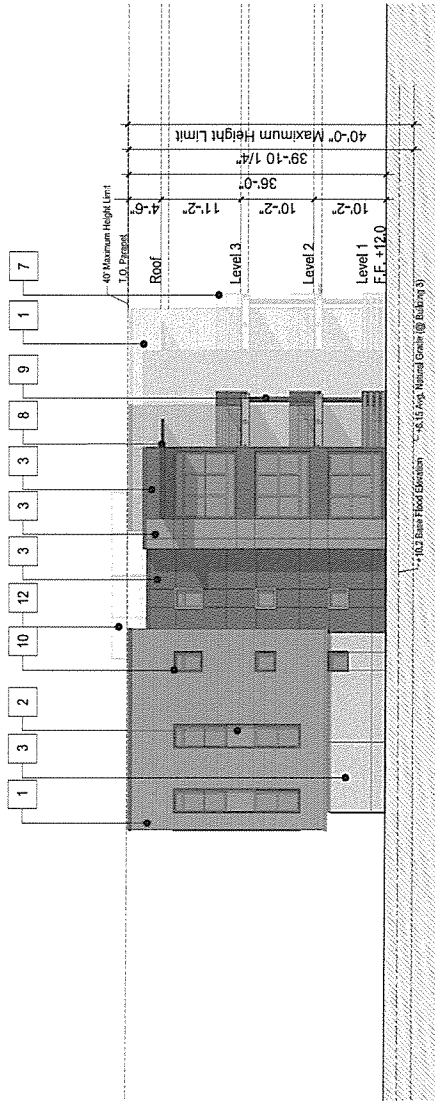 1
3
2
10
12
3
3
3
8
9
1
7
40' Maximum Height Limit
T.O. Parapet
Roof
Level 3
Level 2
Level 1
F.F. +12.0
4'-6"
11'-2"
10'-2"
10'-2"
36'-0"
39'-10 1/4"
40'-0" Maximum Height Limit
+10.2 Base Flood Elevation
+8.15 Avg. Natural Grade (@ Building 3)